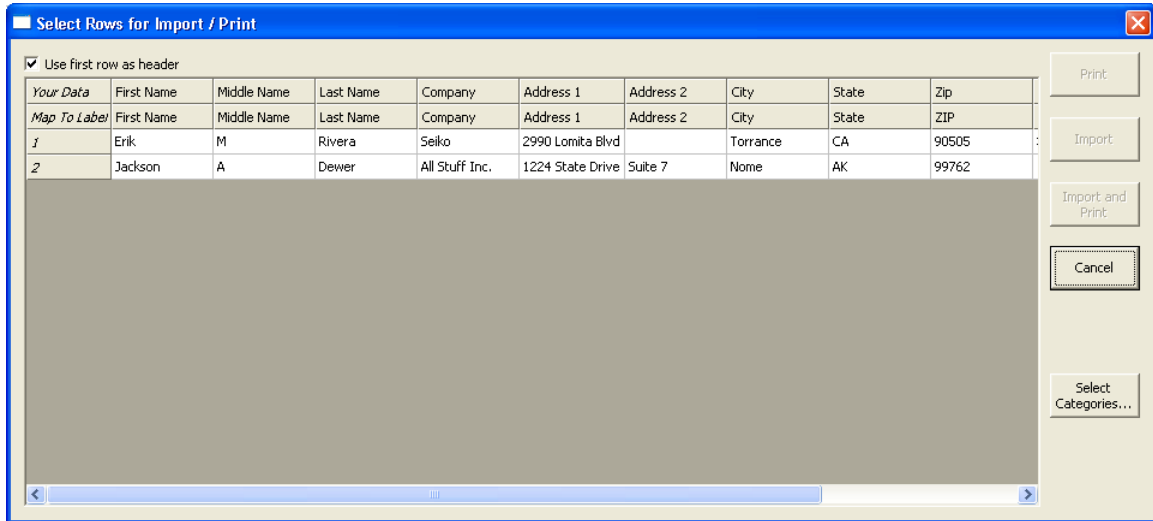 Select Rows for Import / Print
Use first row as header
Your Data First Name Middle Name Last Name Company Address 1 Address 2 City State Zip
Map To Label First Name Middle Name Last Name Company Address 1 Address 2 City State ZIP
1 Erik M Rivera Seiko 2990 Lomita Blvd Torrance CA 90505
2 Jackson A Dewer All Stuff Inc. 1224 State Drive Suite 7 Nome AK 99762
Print
Import
Import and
Print
Cancel
Select
Categories...